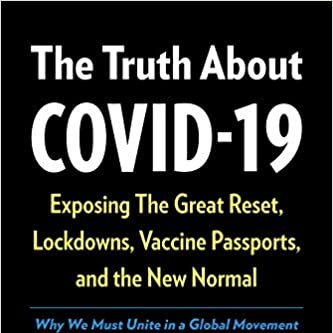 The Truth About
COVID-19
Exposing The Great Reset,
Lockdowns, Vaccine Passports,
and the New Normal
Why We Must Unite in a Global Movement